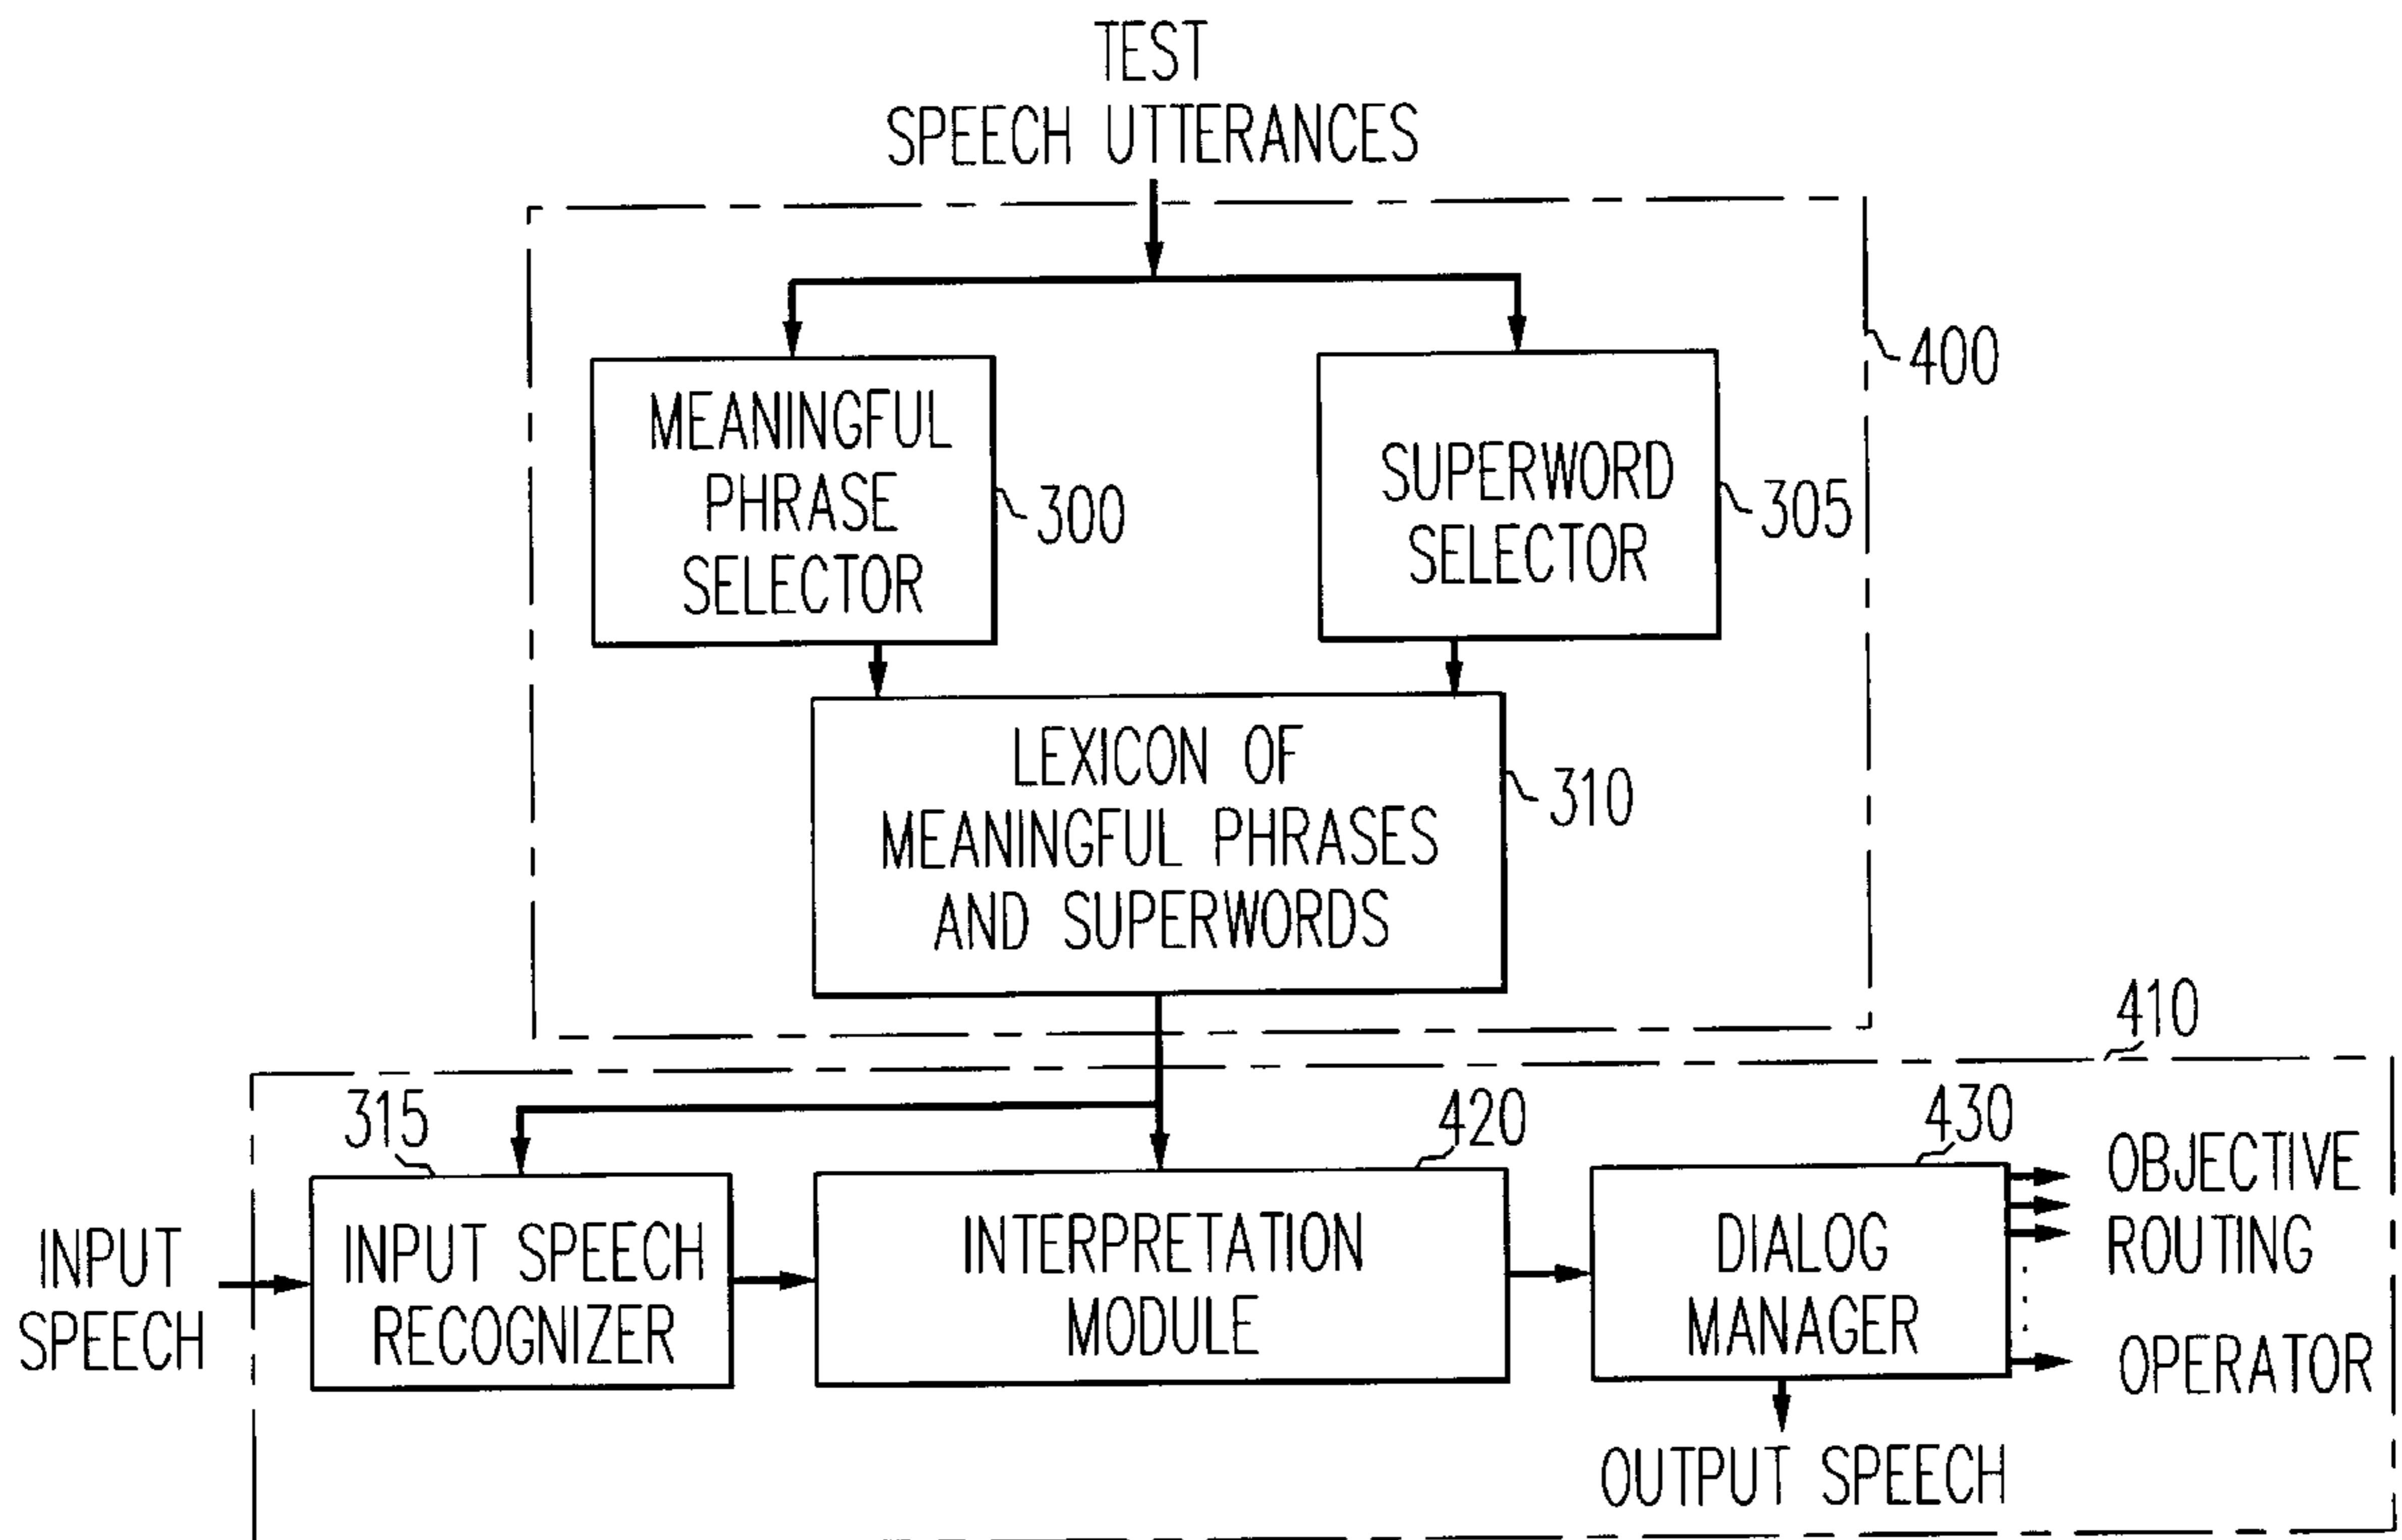 TEST
SPEECH UTTERANCES
400
MEANINGFUL
PHRASE
SELECTOR
300
SUPERWORD
SELECTOR
305
LEXICON OF
MEANINGFUL PHRASES
AND SUPERWORDS
310
410
315
420
430
INPUT
SPEECH
INPUT SPEECH
RECOGNIZER
INTERPRETATION
MODULE
DIALOG
MANAGER
OBJECTIVE
ROUTING
OPERATOR
OUTPUT SPEECH